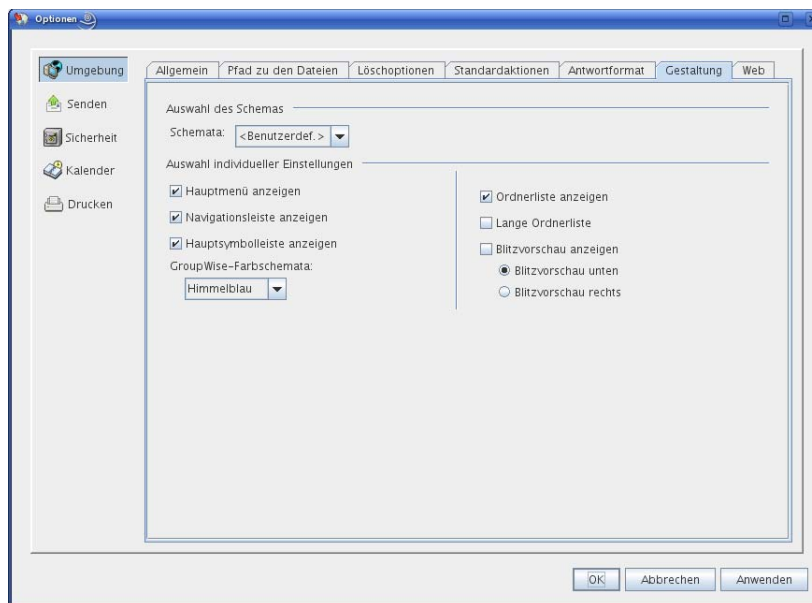 Optionen
Umgebung
Senden
Sicherheit
Kalender
Drucken
Allgemein
Pfad zu den Dateien
Löschoptionen
Standardaktionen
Antwortformat
Gestaltung
Web
Auswahl des Schemas
Schemata: <Benutzerdef.>
Auswahl individueller Einstellungen
Hauptmenü anzeigen
Navigationsleiste anzeigen
Hauptsymbolleiste anzeigen
GroupWise-Farbschemata:
Himmelblau
Ordnerliste anzeigen
Lange Ordnerliste
Blitzvorschau anzeigen
Blitzvorschau unten
Blitzvorschau rechts
OK
Abbrechen
Anwenden